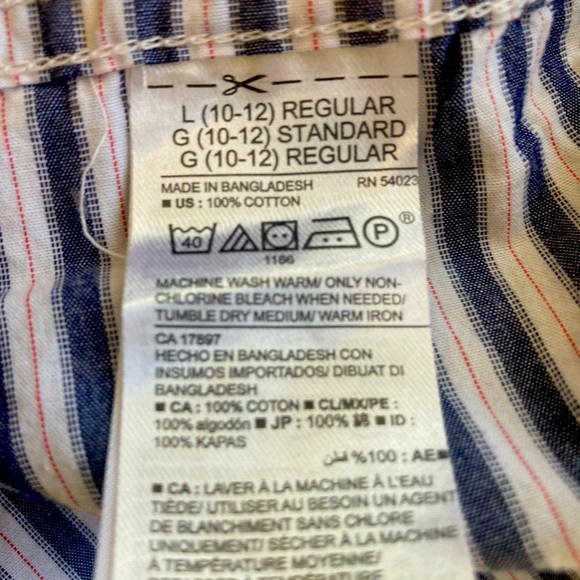 L (10-12) REGULAR
G (10-12) STANDARD
G (10-12) REGULAR
MADE IN BANGLADESH RN 54023
■ US : 100% COTTON
40 P ®
1166
MACHINE WASH WARM/ ONLY NON-
CHLORINE BLEACH WHEN NEEDED/
TUMBLE DRY MEDIUM/ WARM IRON
CA 17897
HECHO EN BANGLADESH CON
INSUMOS IMPORTADOS/ DIBUAT DI
BANGLADESH
■ CA : 100% COTON ■ CL/MX/PE :
100% algodón ■ JP : 100% 綿 ■ ID :
100% KAPAS
■AE : 100% قطن
■ CA : LAVER À LA MACHINE À L'EAU
TIÈDE/ UTILISER AU BESOIN UN AGENT
DE BLANCHIMENT SANS CHLORE
UNIQUEMENT/ SÉCHER À LA MACHINE
À TEMPÉRATURE MOYENNE/